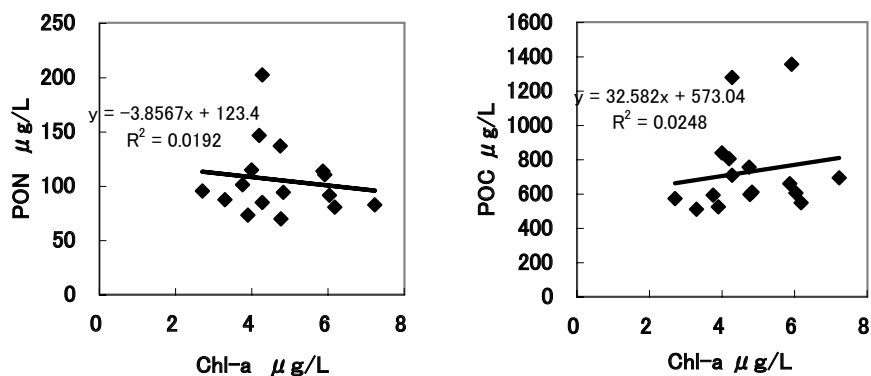 250
200
150
100
50
0
PON μg/L
y = −3.8567x + 123.4
R² = 0.0192
0 2 4 6 8
Chl-a μg/L
1600
1400
1200
1000
800
600
400
200
0
POC μg/L
y = 32.582x + 573.04
R² = 0.0248
0 2 4 6 8
Chl-a μg/L